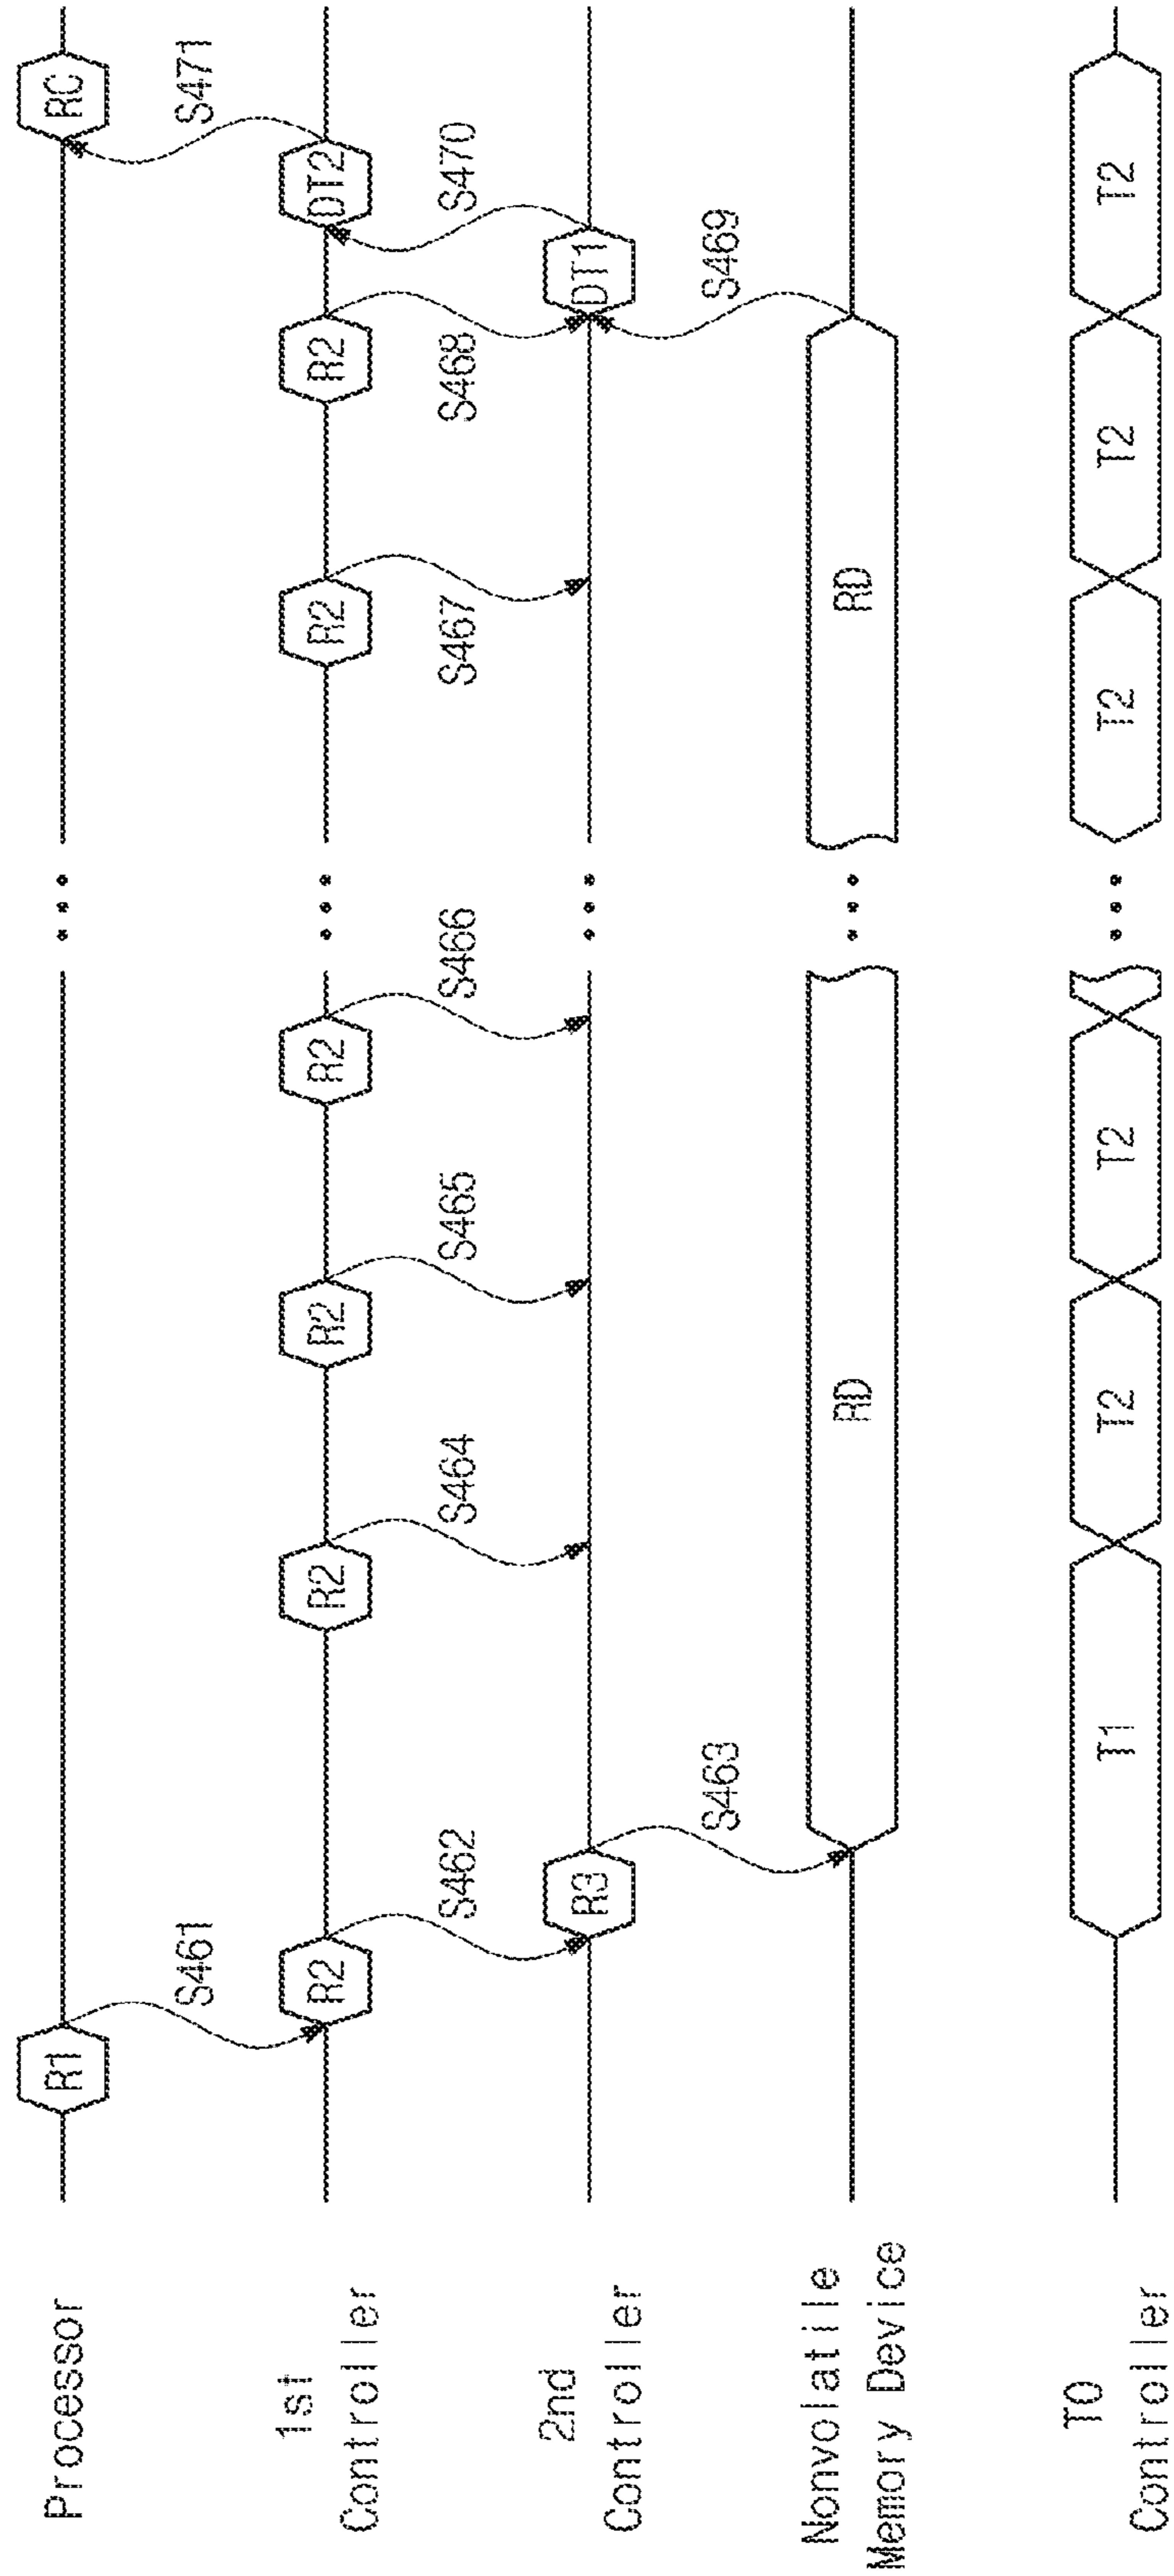 Processor
R1
RC
S461
S471
1st
Controller
R2
R2
R2
R2
R2
R2
DT2
S462
S464
S465
S466
S467
S468
S470
2nd
Controller
R3
DT1
S463
S469
Nonvolatile
Memory Device
RD
RD
TO
Controller
T1
T2
T2
T2
T2
T2